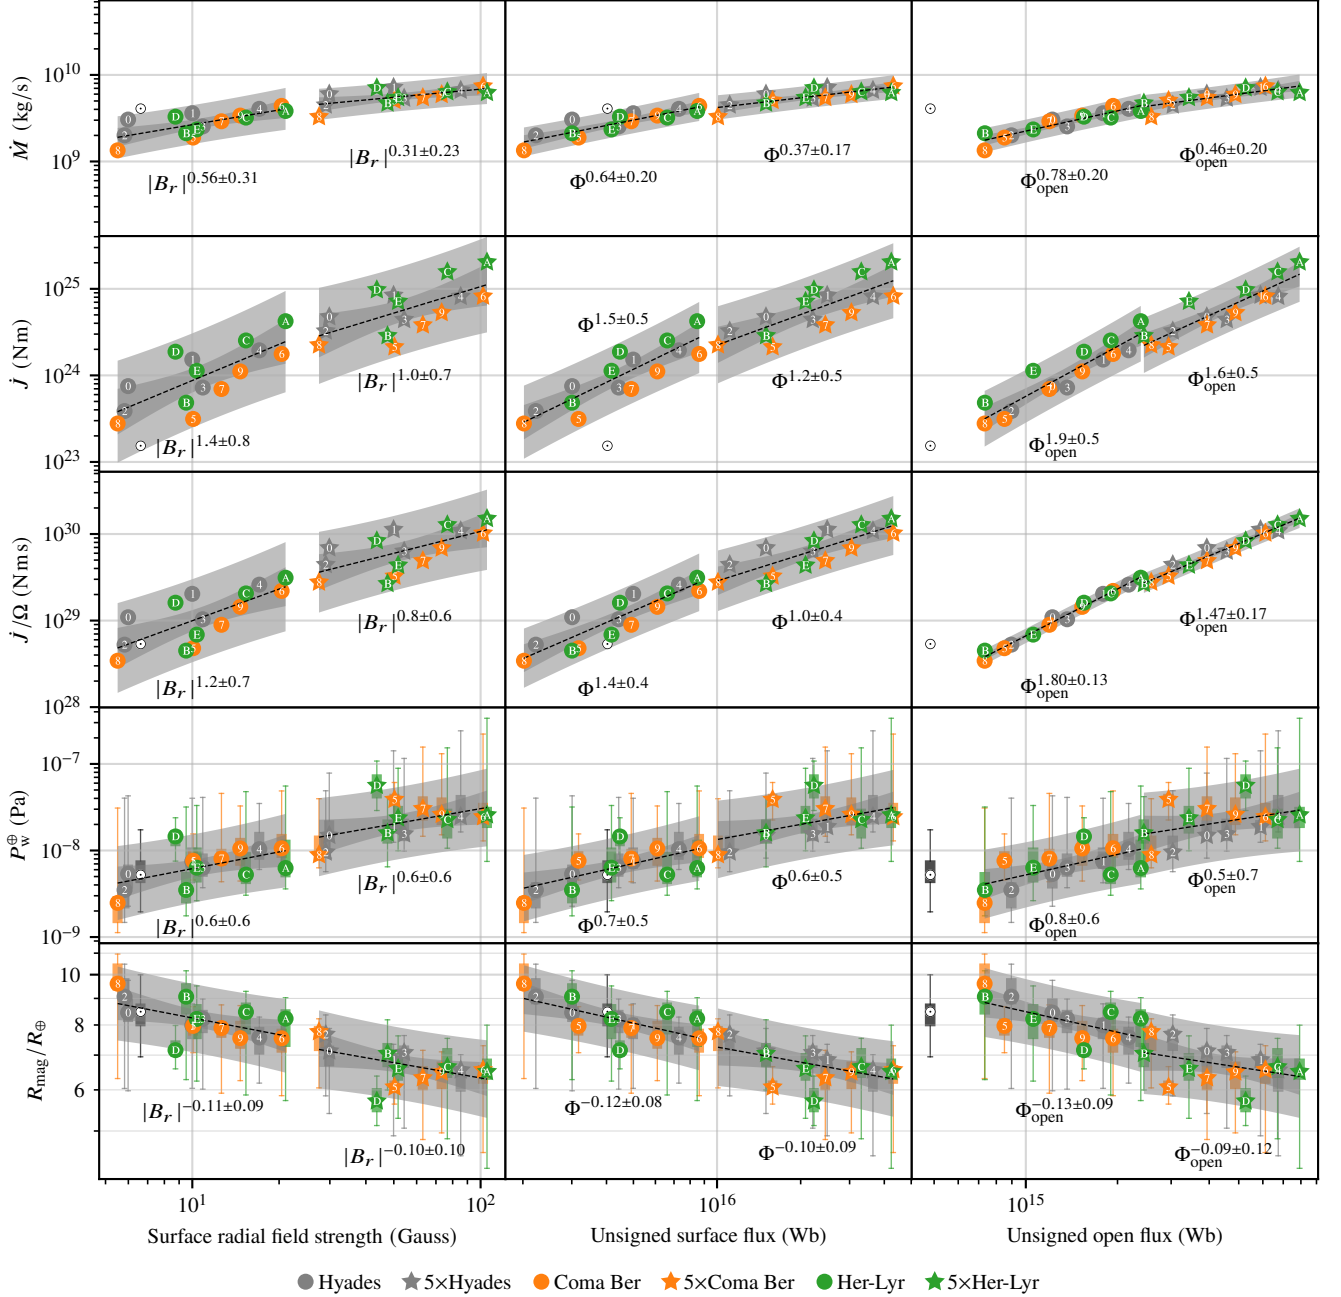 Ṁ (kg/s)
10¹⁰
10⁹
|B_r|^0.56±0.31
|B_r|^0.31±0.23
Φ^0.64±0.20
Φ^0.37±0.17
Φ_open^0.78±0.20
Φ_open^0.46±0.20
J̇ (Nm)
10²⁵
10²⁴
10²³
|B_r|^1.4±0.8
|B_r|^1.0±0.7
Φ^1.5±0.5
Φ^1.2±0.5
Φ_open^1.9±0.5
Φ_open^1.6±0.5
J̇/Ω (Nms)
10³⁰
10²⁹
10²⁸
|B_r|^1.2±0.7
|B_r|^0.8±0.6
Φ^1.4±0.4
Φ^1.0±0.4
Φ_open^1.80±0.13
Φ_open^1.47±0.17
P_w^⊕ (Pa)
10⁻⁷
10⁻⁸
10⁻⁹
|B_r|^0.6±0.6
|B_r|^0.6±0.6
Φ^0.7±0.5
Φ^0.6±0.5
Φ_open^0.8±0.6
Φ_open^0.5±0.7
R_mag/R_⊕
10
8
6
|B_r|^−0.11±0.09
|B_r|^−0.10±0.10
Φ^−0.12±0.08
Φ^−0.10±0.09
Φ_open^−0.13±0.09
Φ_open^−0.09±0.12
10¹
10²
10¹⁶
10¹⁵
Surface radial field strength (Gauss)
Unsigned surface flux (Wb)
Unsigned open flux (Wb)
Hyades
5×Hyades
Coma Ber
5×Coma Ber
Her-Lyr
5×Her-Lyr